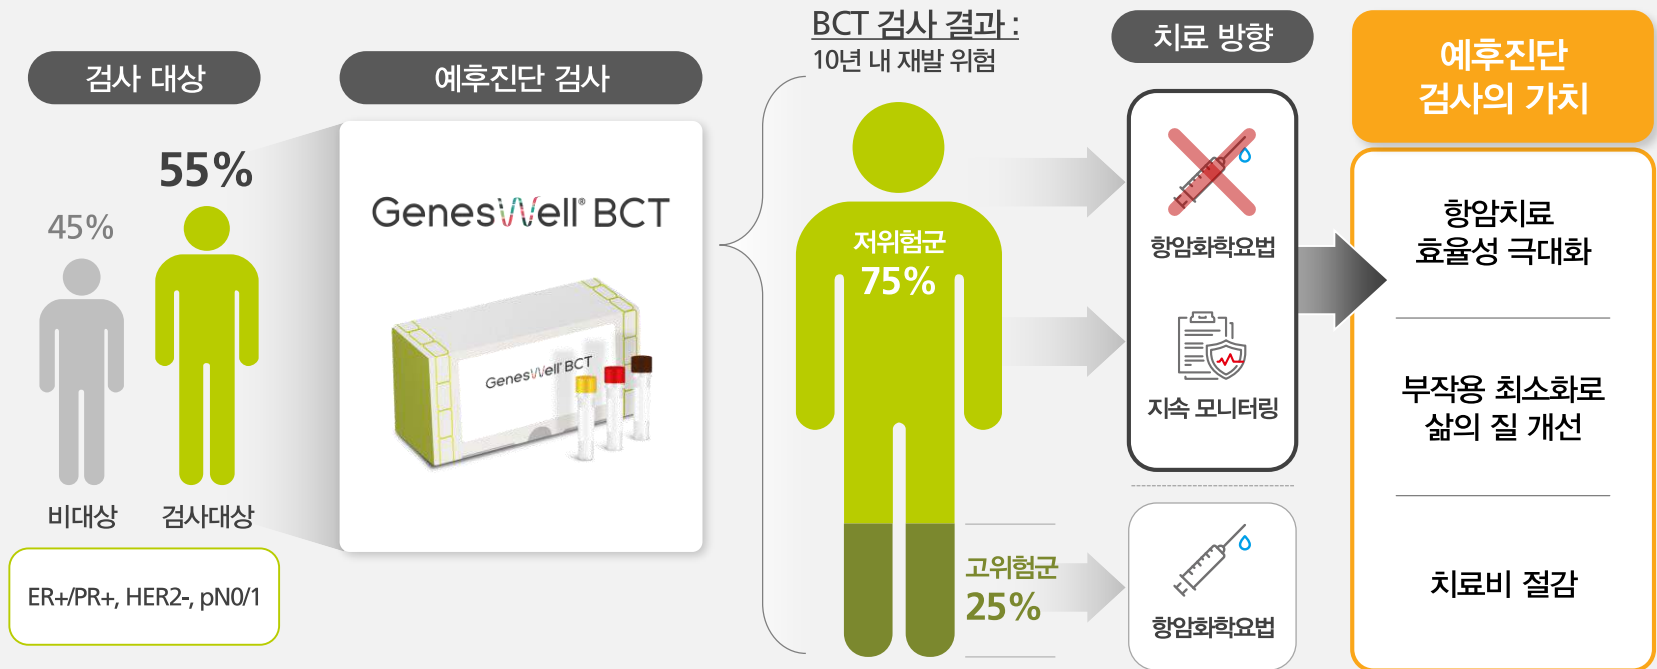 검사 대상
55%
45%
비대상
검사대상
ER+/PR+, HER2-, pN0/1
예후진단 검사
GenesWell® BCT
GenesWell® BCT
BCT 검사 결과 :
10년 내 재발 위험
저위험군
75%
고위험군
25%
치료 방향
항암화학요법
지속 모니터링
항암화학요법
예후진단
검사의 가치
항암치료
효율성 극대화
부작용 최소화로
삶의 질 개선
치료비 절감